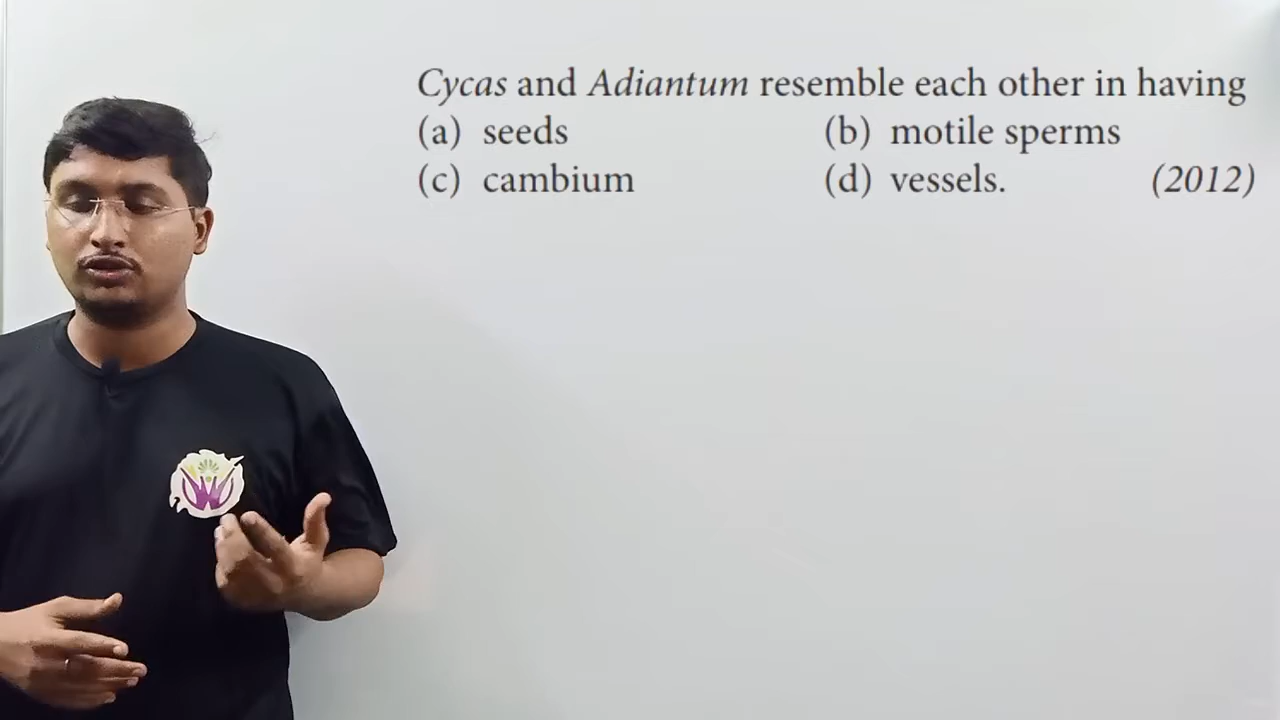 Cycas and Adiantum resemble each other in having
(a) seeds (b) motile sperms
(c) cambium (d) vessels. (2012)